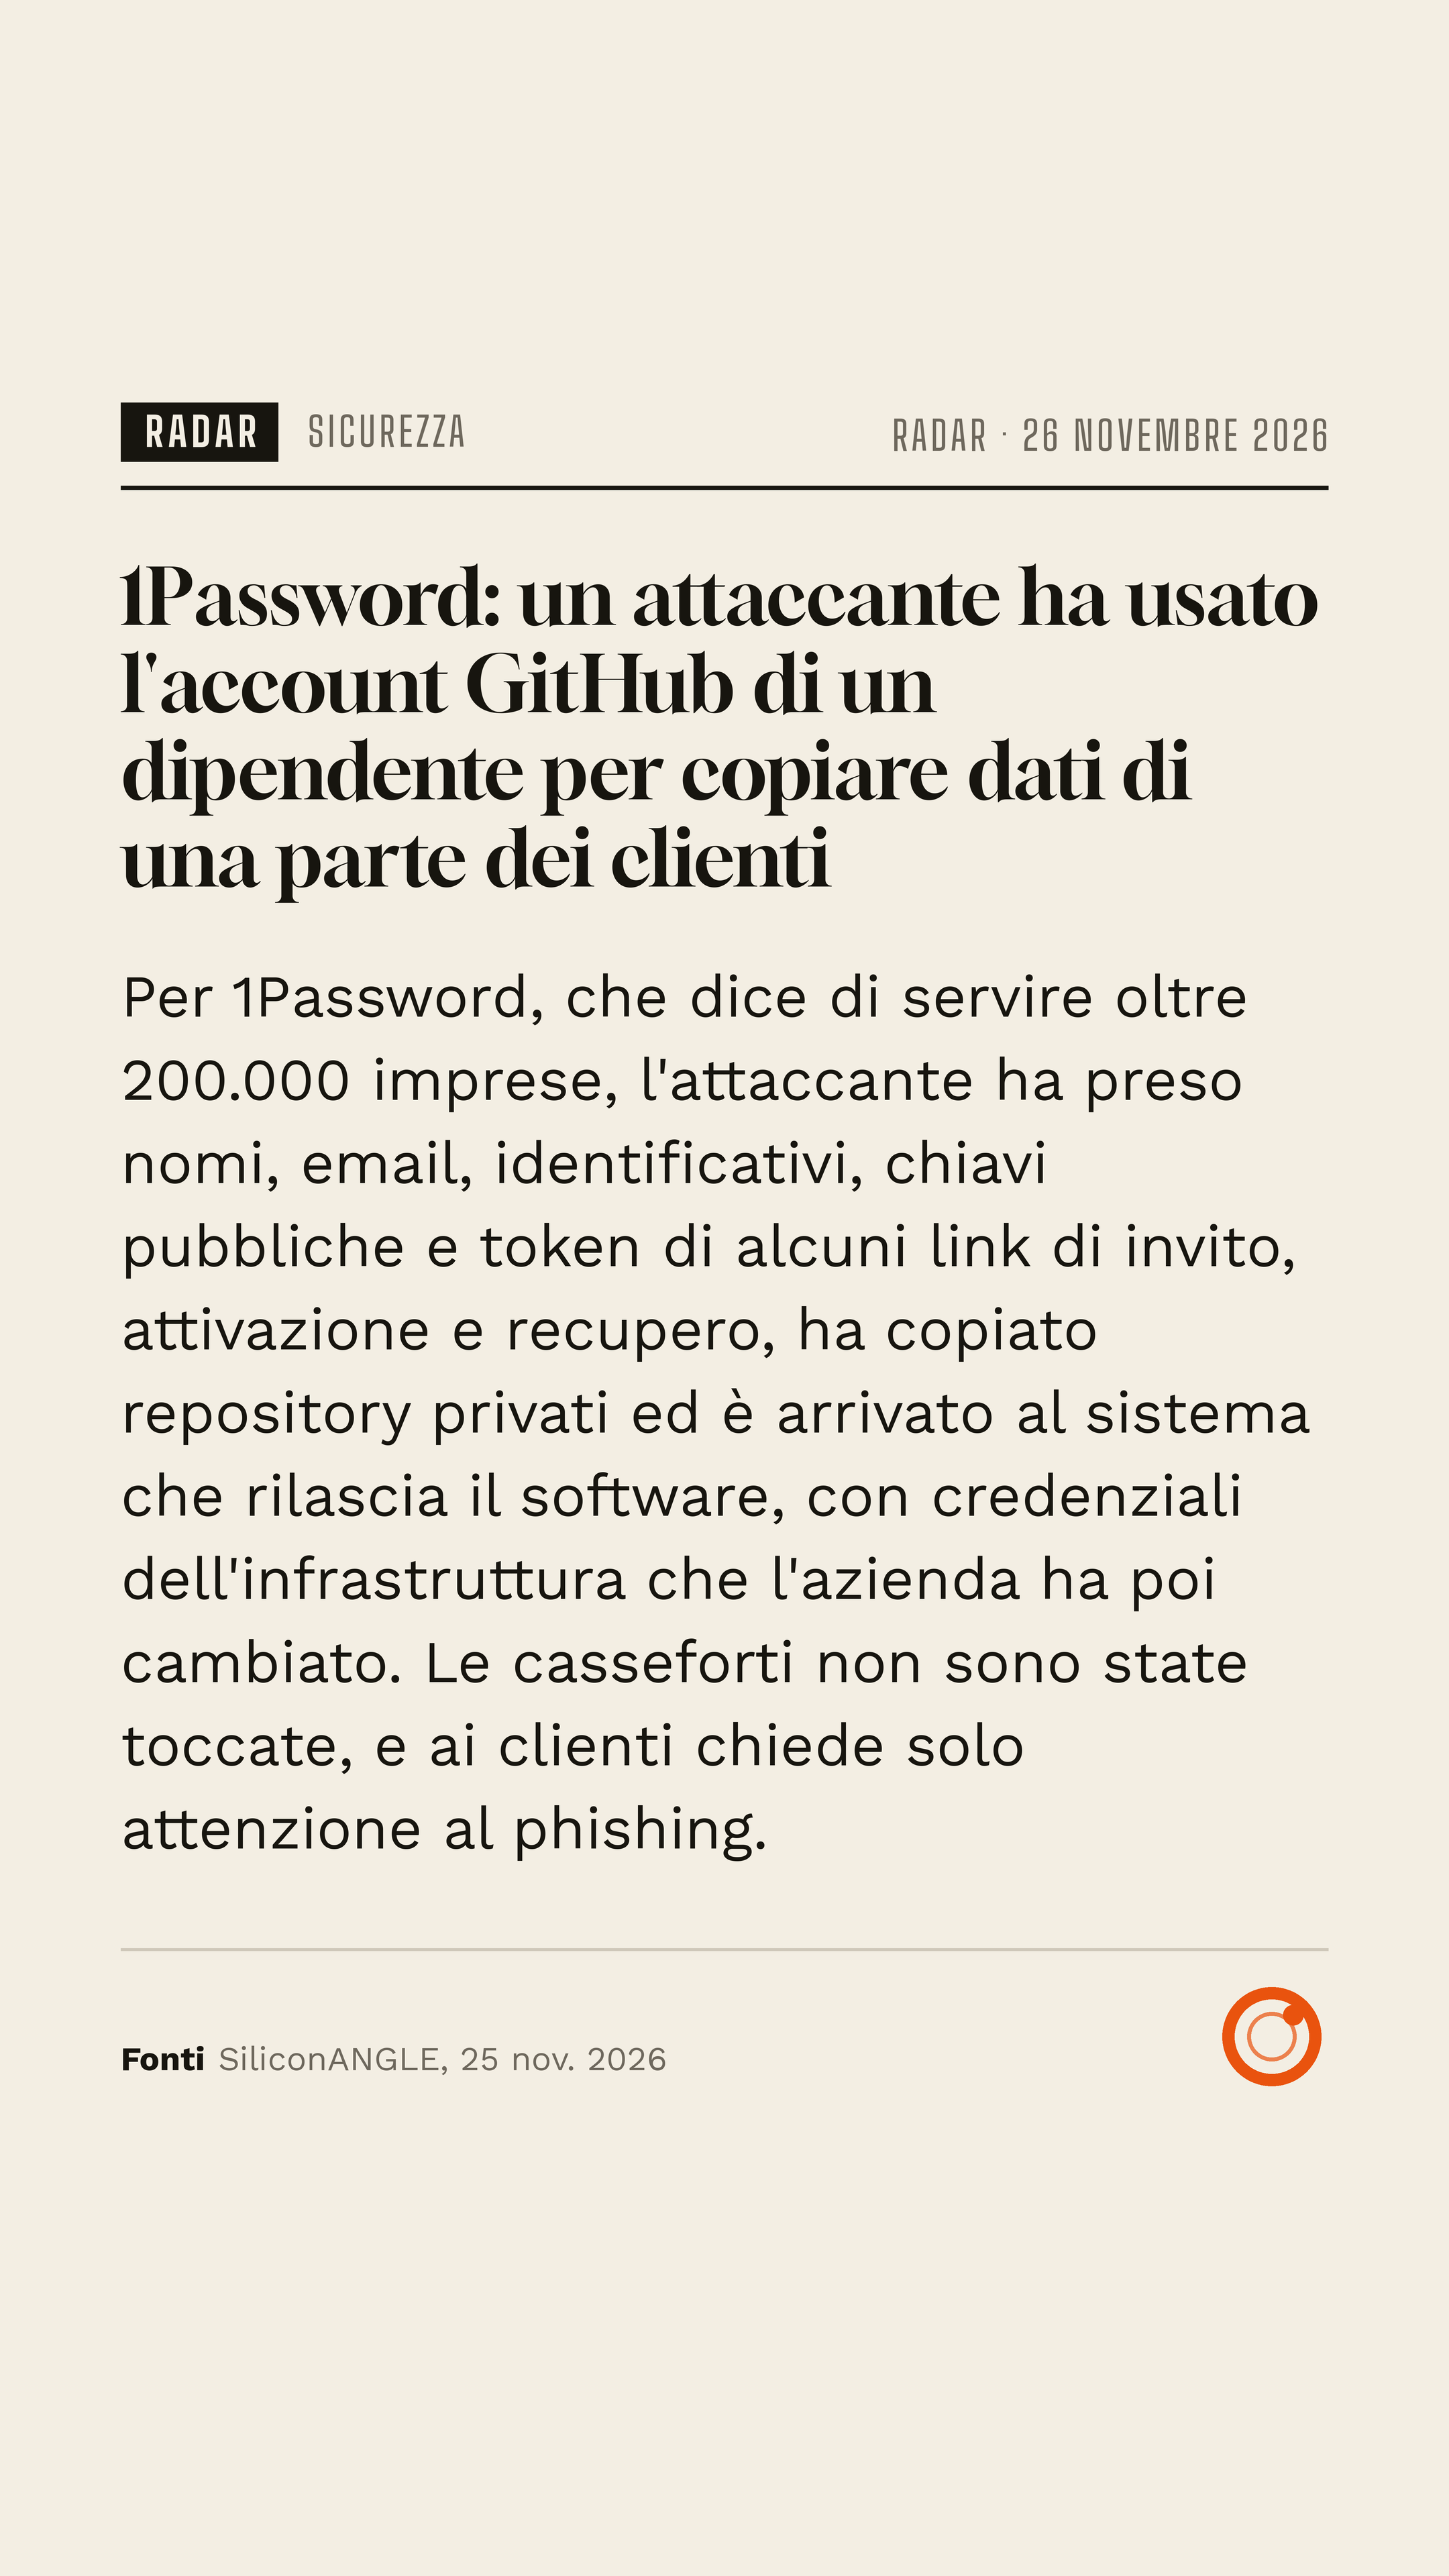 RADAR SICUREZZA RADAR · 26 NOVEMBRE 2026
1Password: un attaccante ha usato
l'account GitHub di un
dipendente per copiare dati di
una parte dei clienti
Per 1Password, che dice di servire oltre
200.000 imprese, l'attaccante ha preso
nomi, email, identificativi, chiavi
pubbliche e token di alcuni link di invito,
attivazione e recupero, ha copiato
repository privati ed è arrivato al sistema
che rilascia il software, con credenziali
dell'infrastruttura che l'azienda ha poi
cambiato. Le casseforti non sono state
toccate, e ai clienti chiede solo
attenzione al phishing.
Fonti SiliconANGLE, 25 nov. 2026